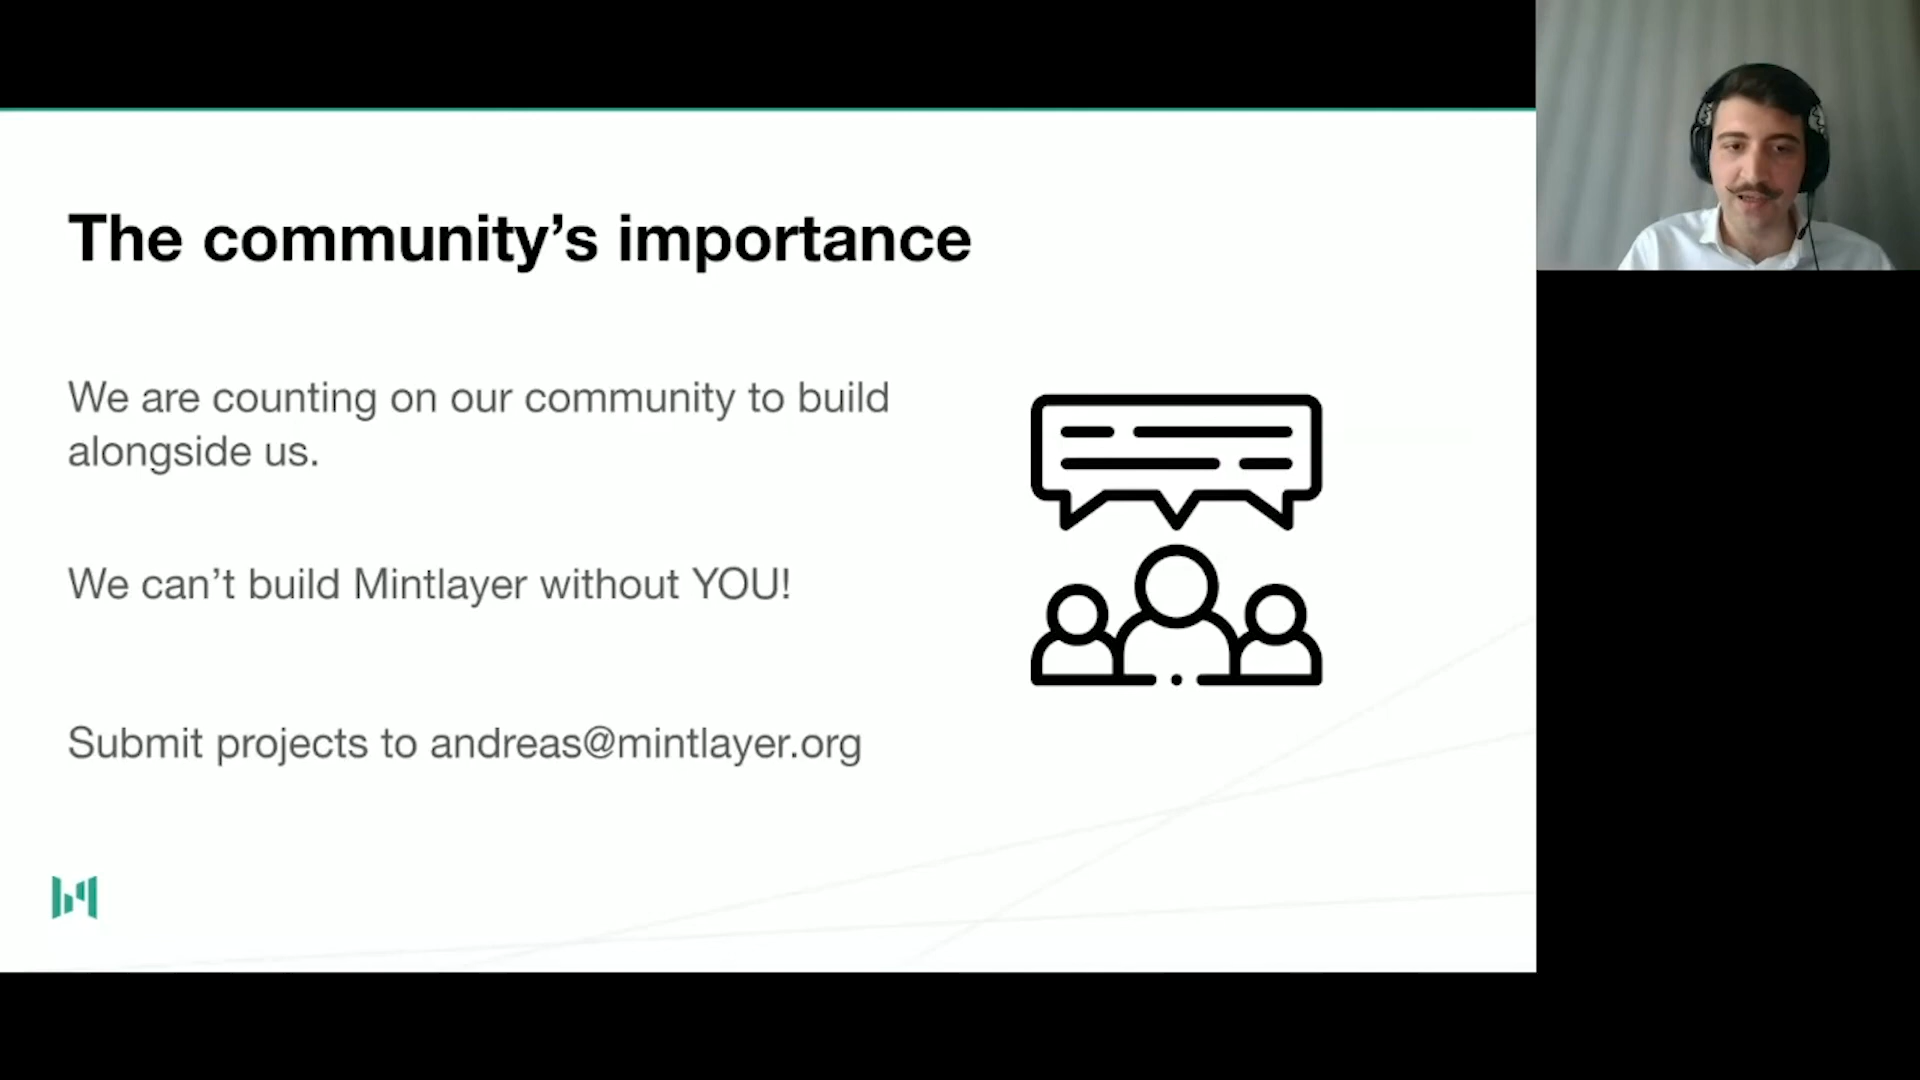 The community’s importance
We are counting on our community to build
alongside us.
We can’t build Mintlayer without YOU!
Submit projects to andreas@mintlayer.org